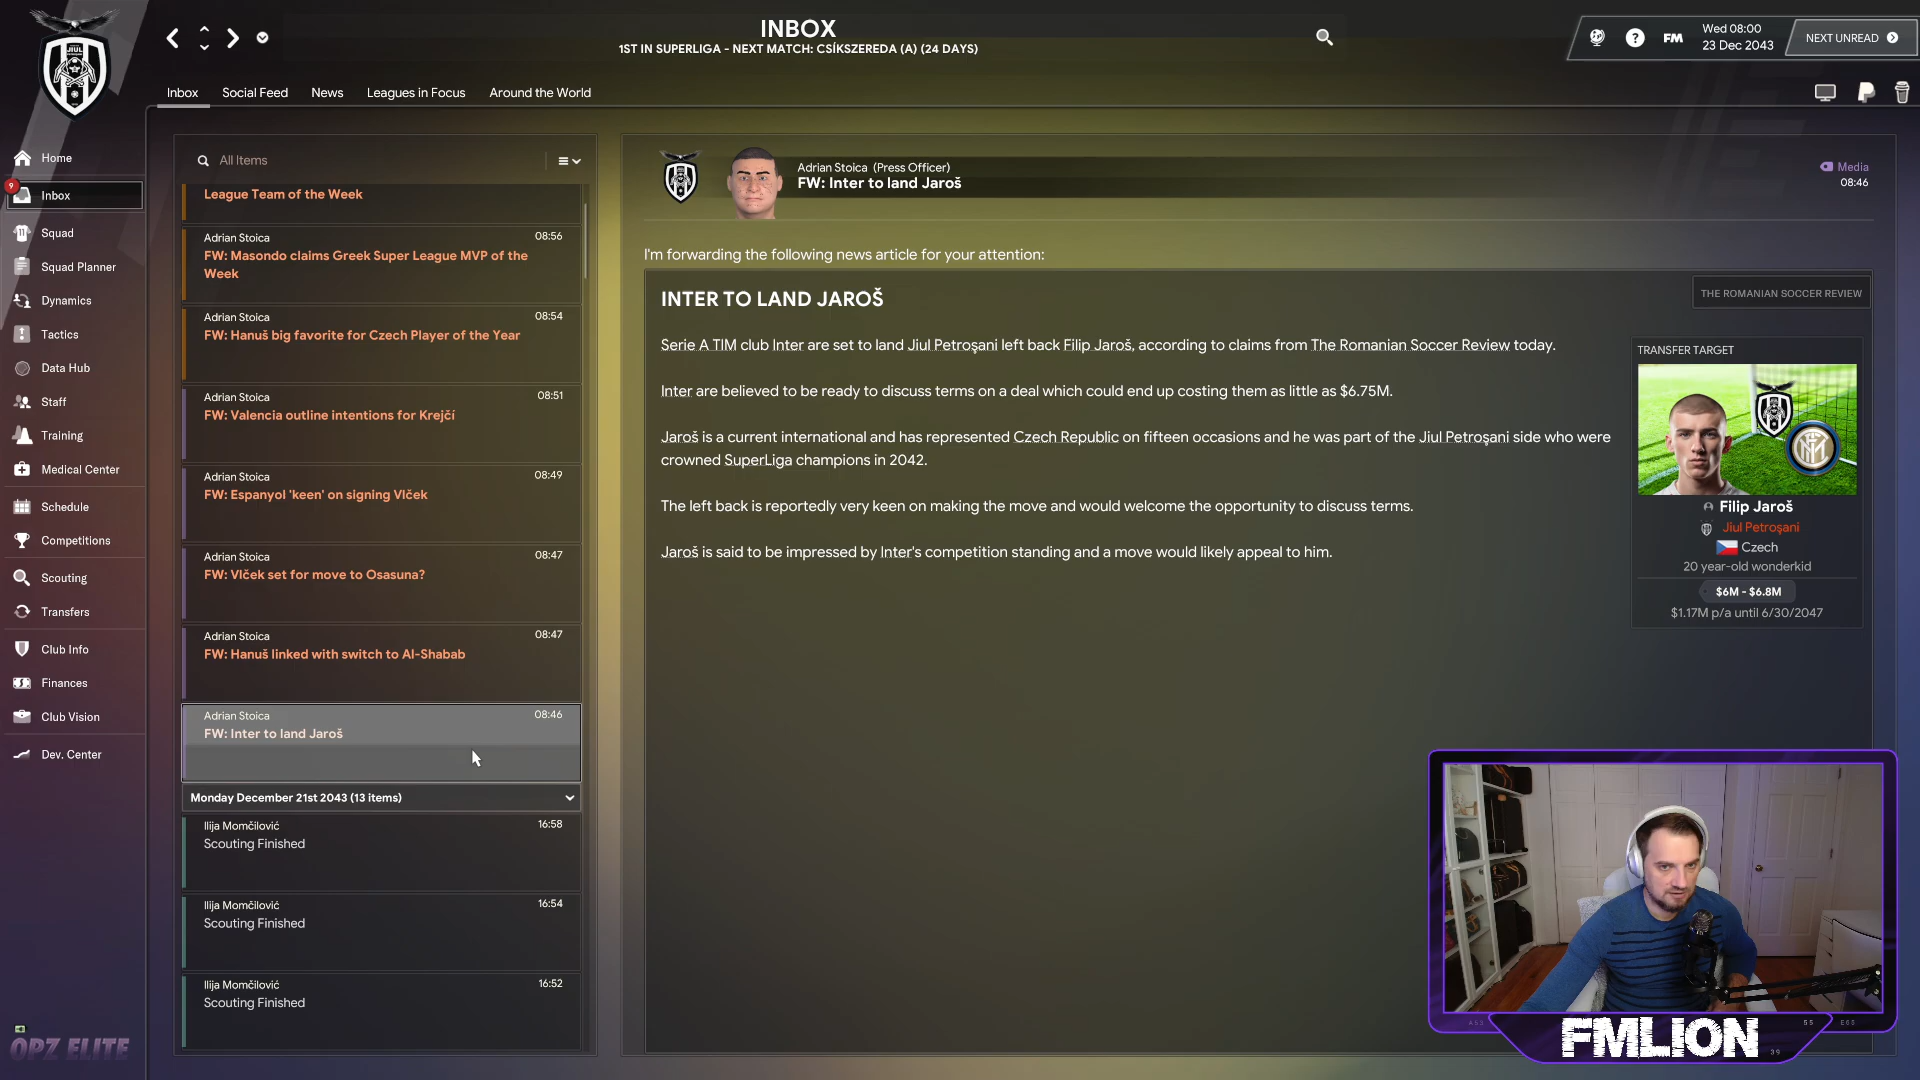 INBOX
1ST IN SUPERLIGA - NEXT MATCH: CSÍKSZEREDA (A) (24 DAYS)
FM
Wed 08:00
23 Dec 2043
NEXT UNREAD
Inbox
Social Feed
News
Leagues in Focus
Around the World
JIUL
Home
9
Inbox
Squad
Squad Planner
Dynamics
Tactics
Data Hub
Staff
Training
Medical Center
Schedule
Competitions
Scouting
Transfers
Club Info
Finances
Club Vision
Dev. Center
OPZ ELITE
All Items
League Team of the Week
Adrian Stoica 08:56
FW: Masondo claims Greek Super League MVP of the
Week
Adrian Stoica 08:54
FW: Hanuš big favorite for Czech Player of the Year
Adrian Stoica 08:51
FW: Valencia outline intentions for Krejčí
Adrian Stoica 08:49
FW: Espanyol 'keen' on signing Vlček
Adrian Stoica 08:47
FW: Vlček set for move to Osasuna?
Adrian Stoica 08:47
FW: Hanuš linked with switch to Al-Shabab
Adrian Stoica 08:46
FW: Inter to land Jaroš
Monday December 21st 2043 (13 items)
Ilija Momčilović 16:58
Scouting Finished
Ilija Momčilović 16:54
Scouting Finished
Ilija Momčilović 16:52
Scouting Finished
Adrian Stoica (Press Officer)
FW: Inter to land Jaroš
Media
08:46
I'm forwarding the following news article for your attention:
INTER TO LAND JAROŠ
THE ROMANIAN SOCCER REVIEW
Serie A TIM club Inter are set to land Jiul Petroşani left back Filip Jaroš, according to claims from The Romanian Soccer Review today.
Inter are believed to be ready to discuss terms on a deal which could end up costing them as little as $6.75M.
Jaroš is a current international and has represented Czech Republic on fifteen occasions and he was part of the Jiul Petroşani side who were
crowned SuperLiga champions in 2042.
The left back is reportedly very keen on making the move and would welcome the opportunity to discuss terms.
Jaroš is said to be impressed by Inter's competition standing and a move would likely appeal to him.
TRANSFER TARGET
Filip Jaroš
Jiul Petroşani
Czech
20 year-old wonderkid
$6M - $6.8M
$1.17M p/a until 6/30/2047
A53
55
E65
FMLION
39